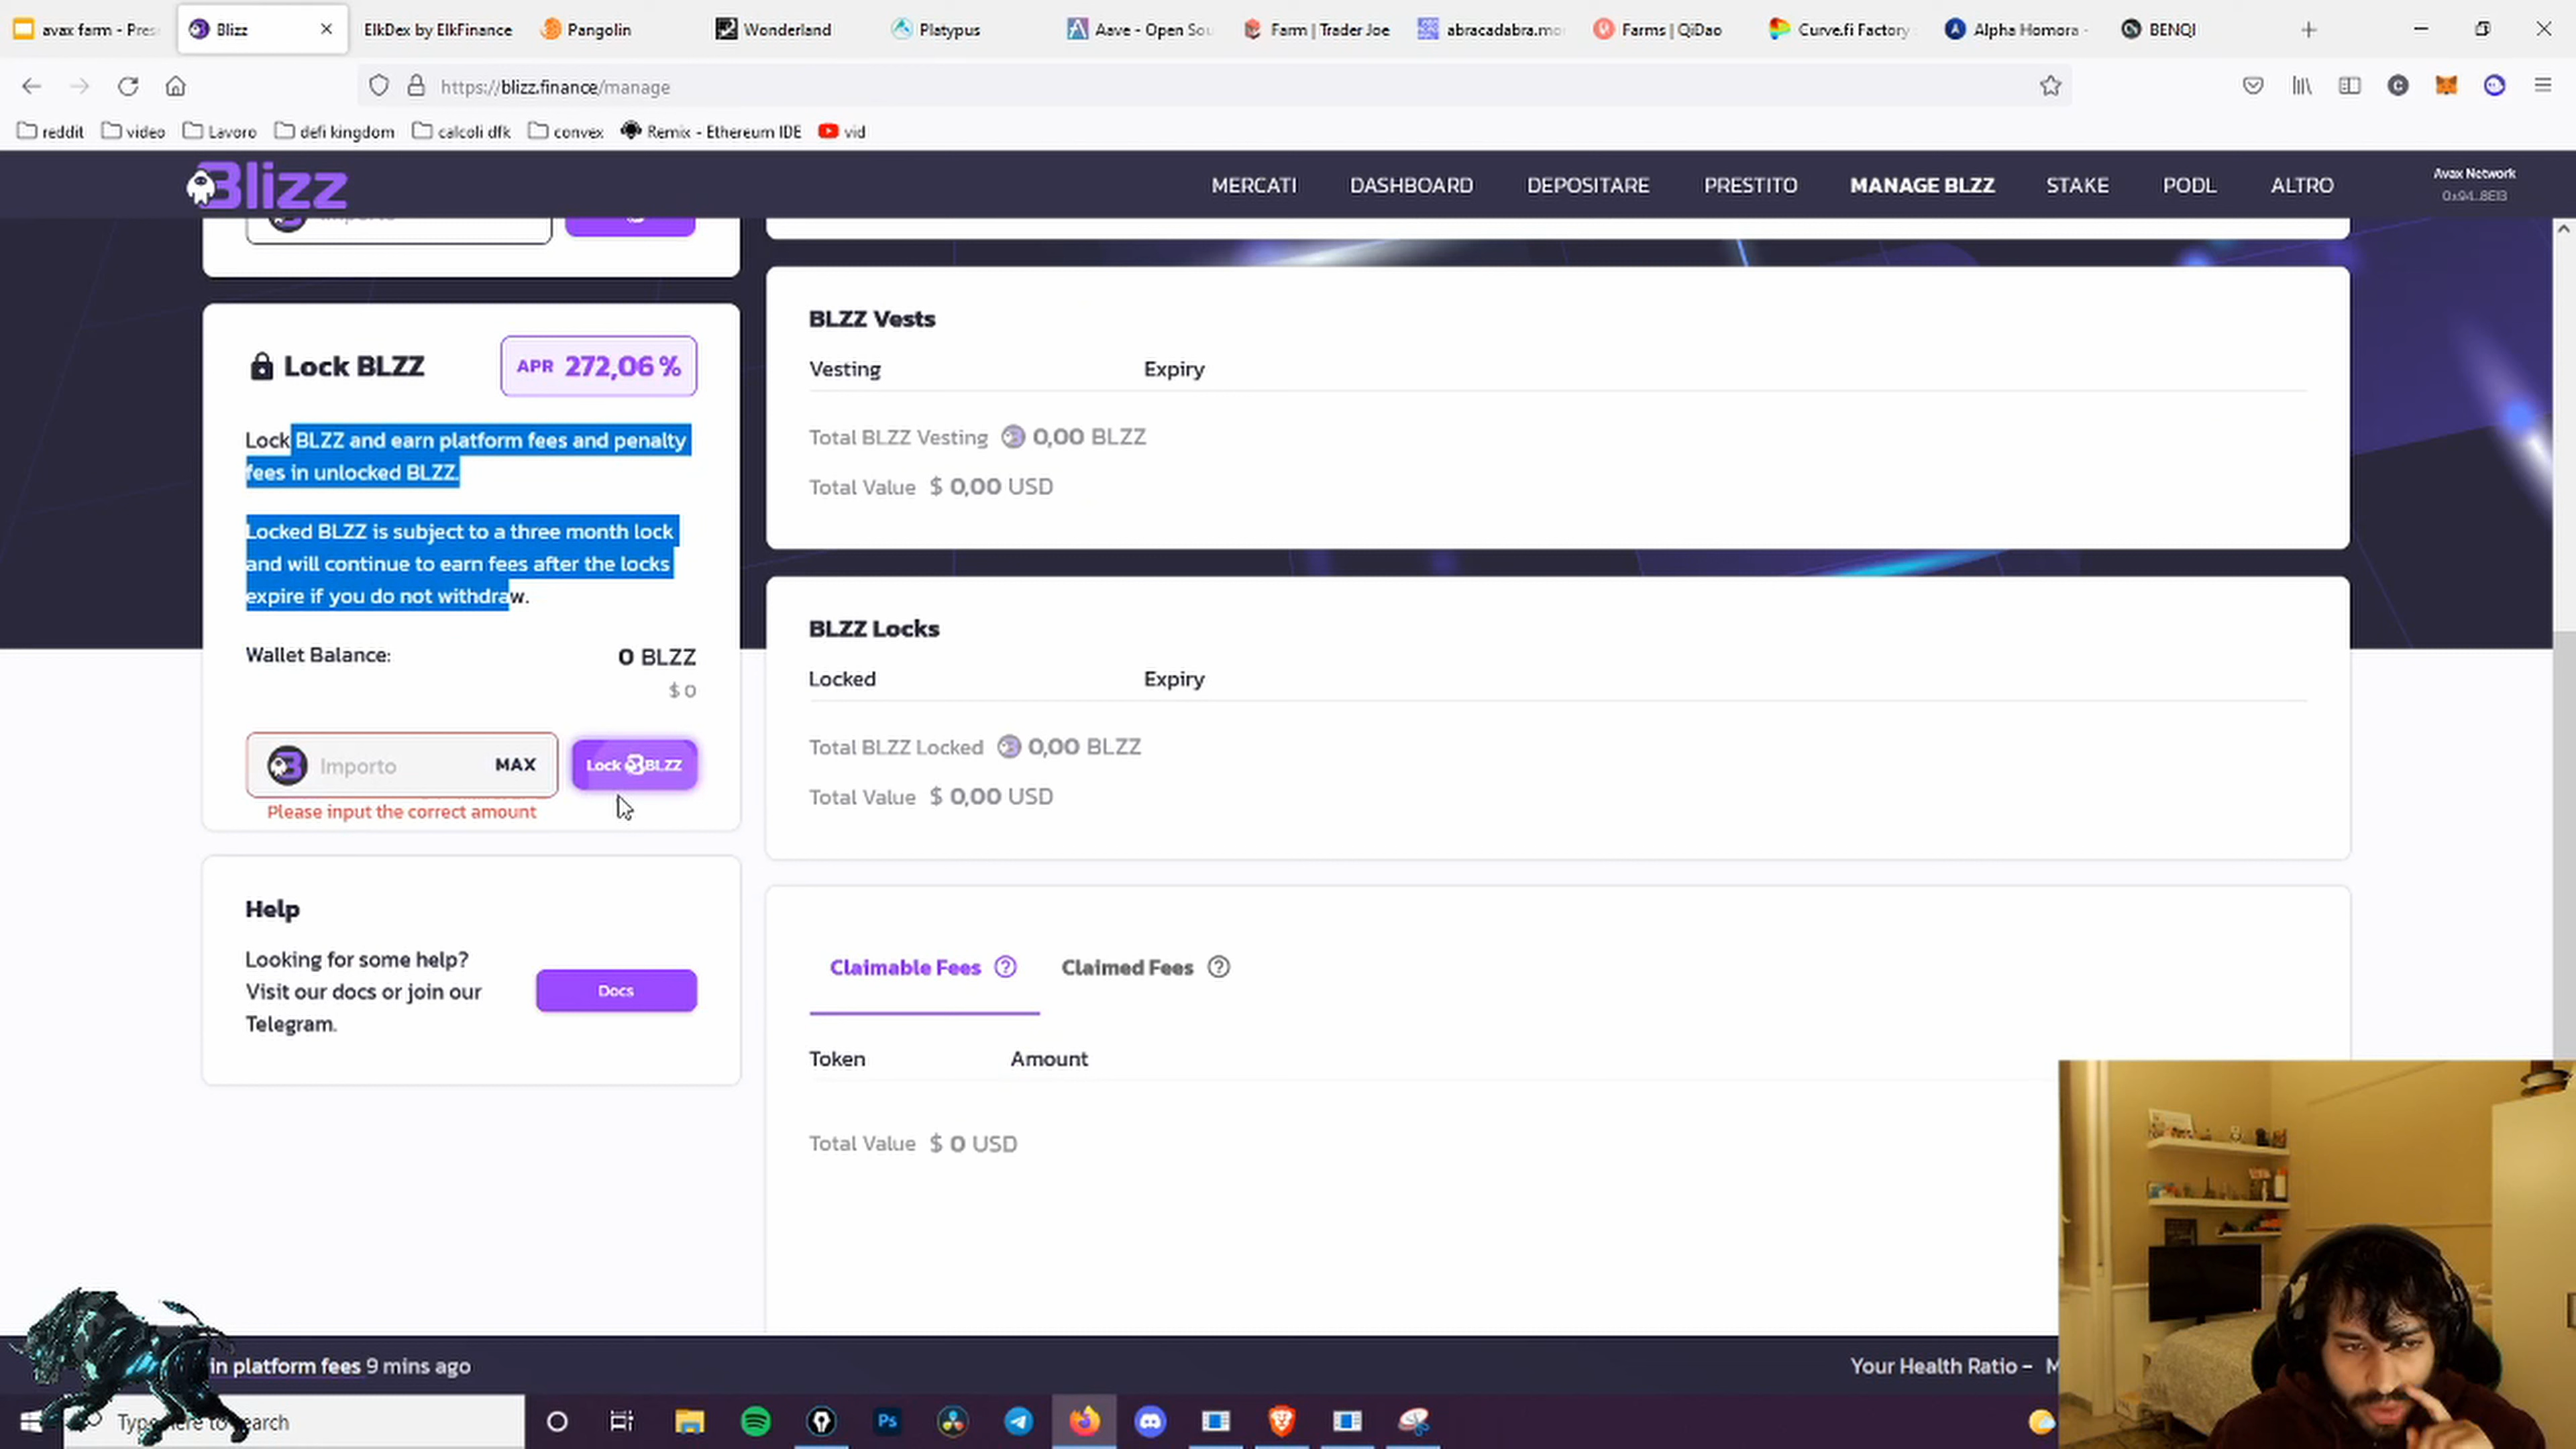 avax farm - Pres
Blizz
ElkDex by ElkFinance
Pangolin
Wonderland
Platypus
Aave - Open Sou
Farm | Trader Joe
abracadabra.mo
Farms | QiDao
Curve.fi Factory
Alpha Homora -
BENQI
https://blizz.finance/manage
reddit
video
Lavoro
defi kingdom
calcoli dfk
convex
Remix - Ethereum IDE
vid
Blizz
MERCATI
DASHBOARD
DEPOSITARE
PRESTITO
MANAGE BLZZ
STAKE
PODL
ALTRO
Avax Network
0x94...8E13
Lock BLZZ
APR 272,06 %
Lock BLZZ and earn platform fees and penalty
fees in unlocked BLZZ.
Locked BLZZ is subject to a three month lock
and will continue to earn fees after the locks
expire if you do not withdraw.
Wallet Balance:
0 BLZZ
$ 0
Importo
MAX
Lock BLZZ
Please input the correct amount
Help
Looking for some help?
Visit our docs or join our
Telegram.
Docs
BLZZ Vests
Vesting
Expiry
Total BLZZ Vesting 0,00 BLZZ
Total Value $ 0,00 USD
BLZZ Locks
Locked
Expiry
Total BLZZ Locked 0,00 BLZZ
Total Value $ 0,00 USD
Claimable Fees
Claimed Fees
Token
Amount
Total Value $ 0 USD
in platform fees 9 mins ago
Your Health Ratio - M
Type here to search
Ps